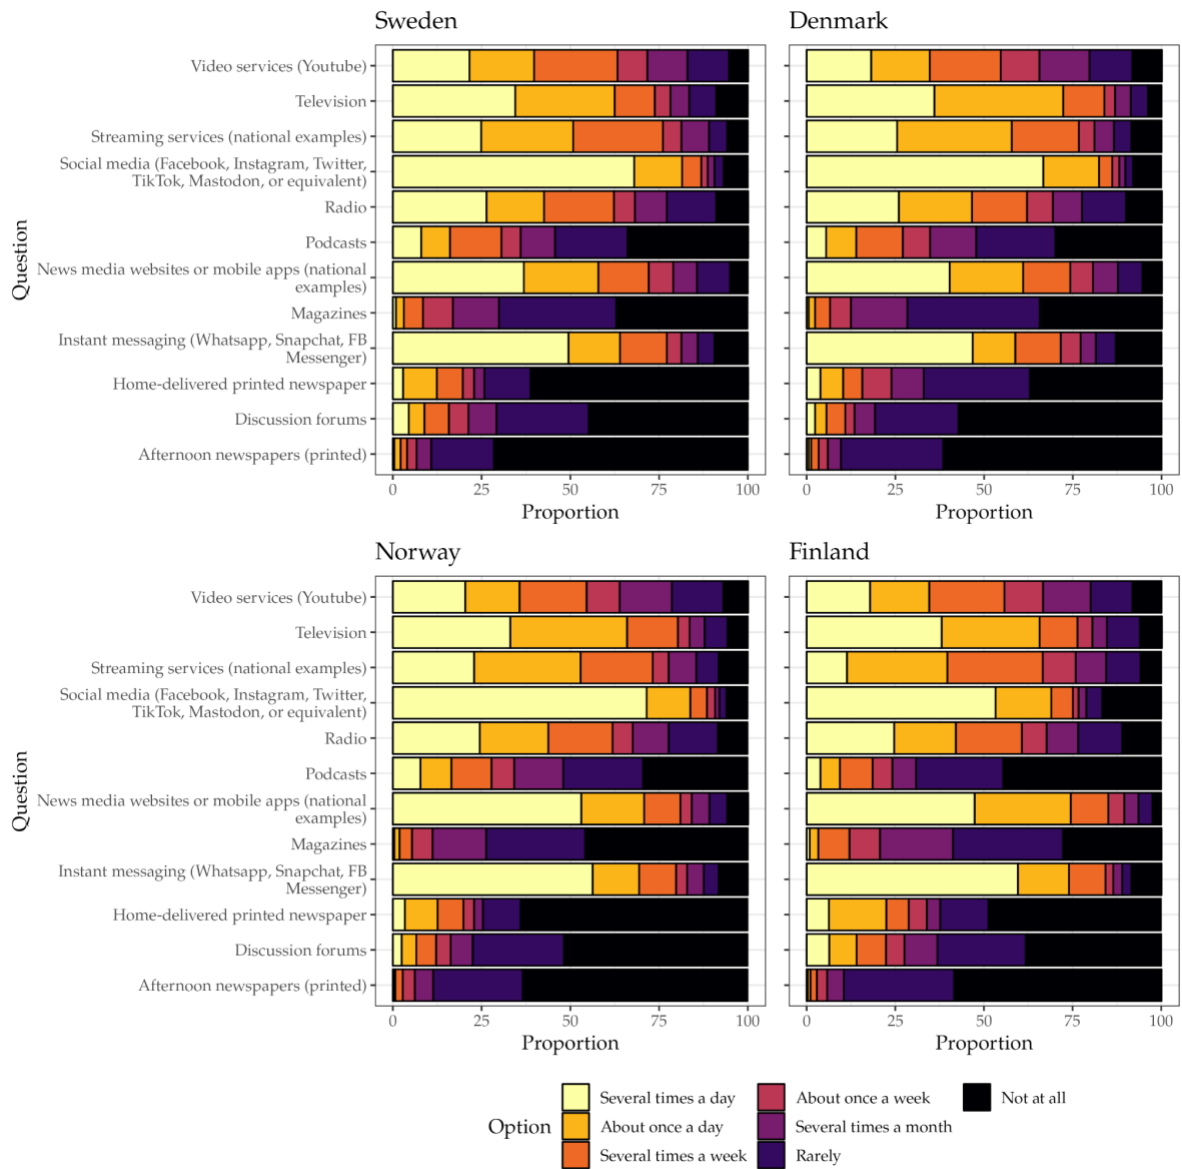 Sweden
Denmark
Question
Video services (Youtube)
Television
Streaming services (national examples)
Social media (Facebook, Instagram, Twitter,
TikTok, Mastodon, or equivalent)
Radio
Podcasts
News media websites or mobile apps (national
examples)
Magazines
Instant messaging (Whatsapp, Snapchat, FB
Messenger)
Home-delivered printed newspaper
Discussion forums
Afternoon newspapers (printed)
0 25 50 75 100
0 25 50 75 100
Proportion
Proportion
Norway
Finland
Question
Video services (Youtube)
Television
Streaming services (national examples)
Social media (Facebook, Instagram, Twitter,
TikTok, Mastodon, or equivalent)
Radio
Podcasts
News media websites or mobile apps (national
examples)
Magazines
Instant messaging (Whatsapp, Snapchat, FB
Messenger)
Home-delivered printed newspaper
Discussion forums
Afternoon newspapers (printed)
0 25 50 75 100
0 25 50 75 100
Proportion
Proportion
Option
Several times a day
About once a day
Several times a week
About once a week
Several times a month
Rarely
Not at all